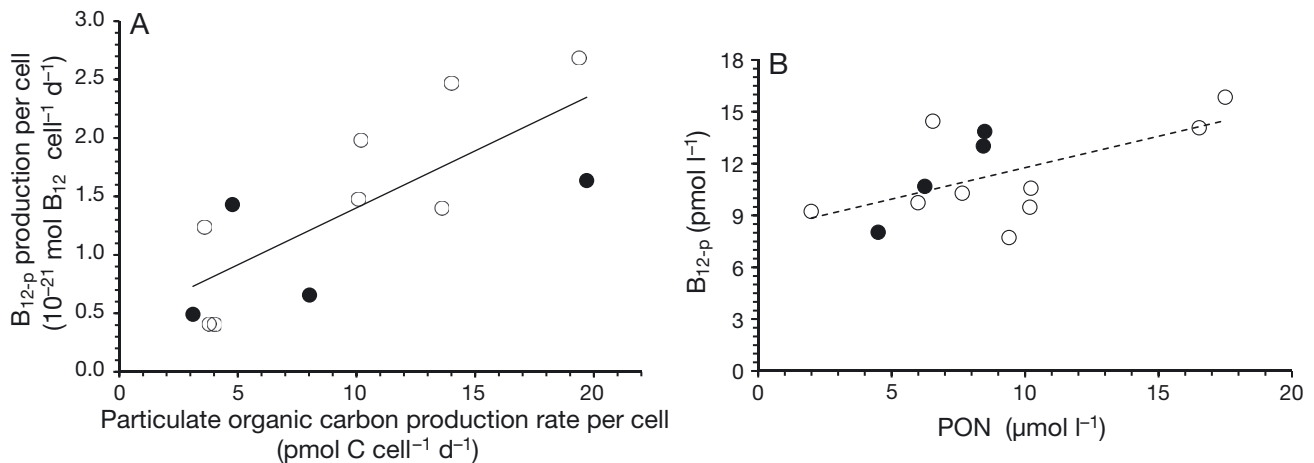 A
B₁₂₋ₚ production per cell
(10⁻²¹ mol B₁₂ cell⁻¹ d⁻¹)
3.0
2.5
2.0
1.5
1.0
0.5
0.0
0 5 10 15 20
Particulate organic carbon production rate per cell
(pmol C cell⁻¹ d⁻¹)
B
B₁₂₋ₚ (pmol l⁻¹)
18
15
12
9
6
3
0
0 5 10 15 20
PON (µmol l⁻¹)